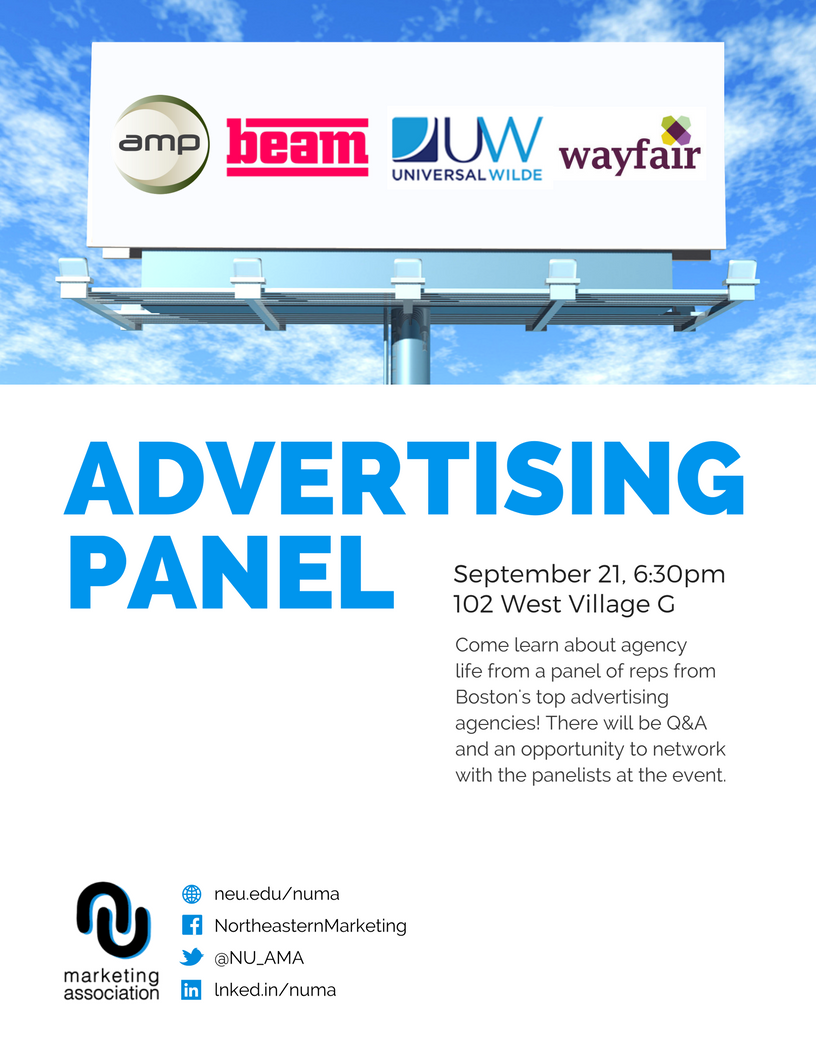 amp
beam
UW
UNIVERSAL WILDE
wayfair
ADVERTISING
PANEL
September 21, 6:30pm
102 West Village G
Come learn about agency
life from a panel of reps from
Boston's top advertising
agencies! There will be Q&A
and an opportunity to network
with the panelists at the event.
marketing
association
neu.edu/numa
NortheasternMarketing
@NU_AMA
lnked.in/numa